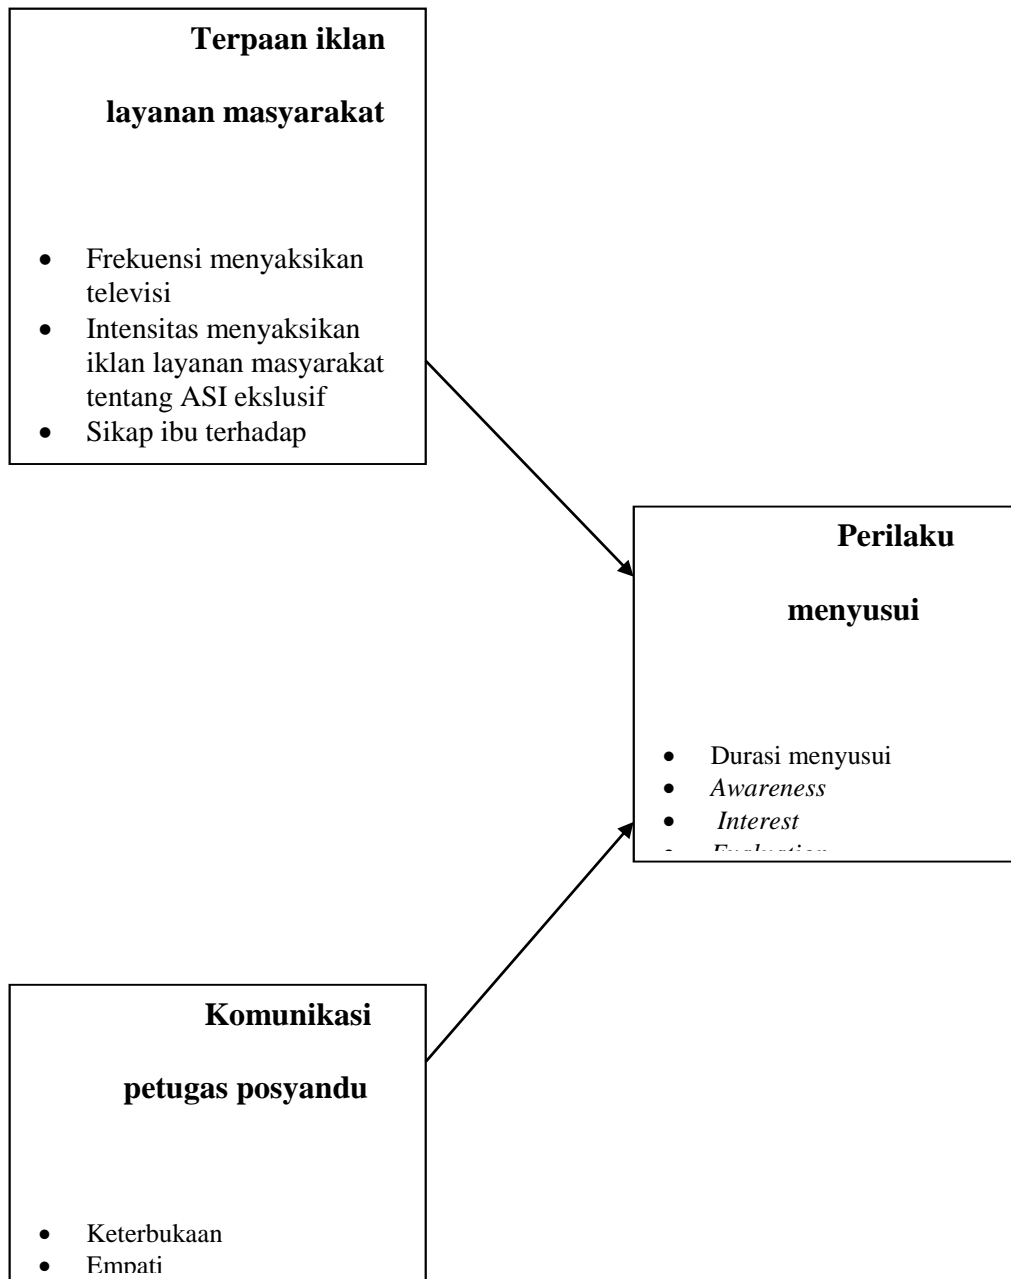 Terpaan iklan
layanan masyarakat
• Frekuensi menyaksikan
televisi
• Intensitas menyaksikan
iklan layanan masyarakat
tentang ASI ekslusif
• Sikap ibu terhadap
Perilaku
menyusui
• Durasi menyusui
• Awareness
• Interest
• Evaluation
Komunikasi
petugas posyandu
• Keterbukaan
• Empati